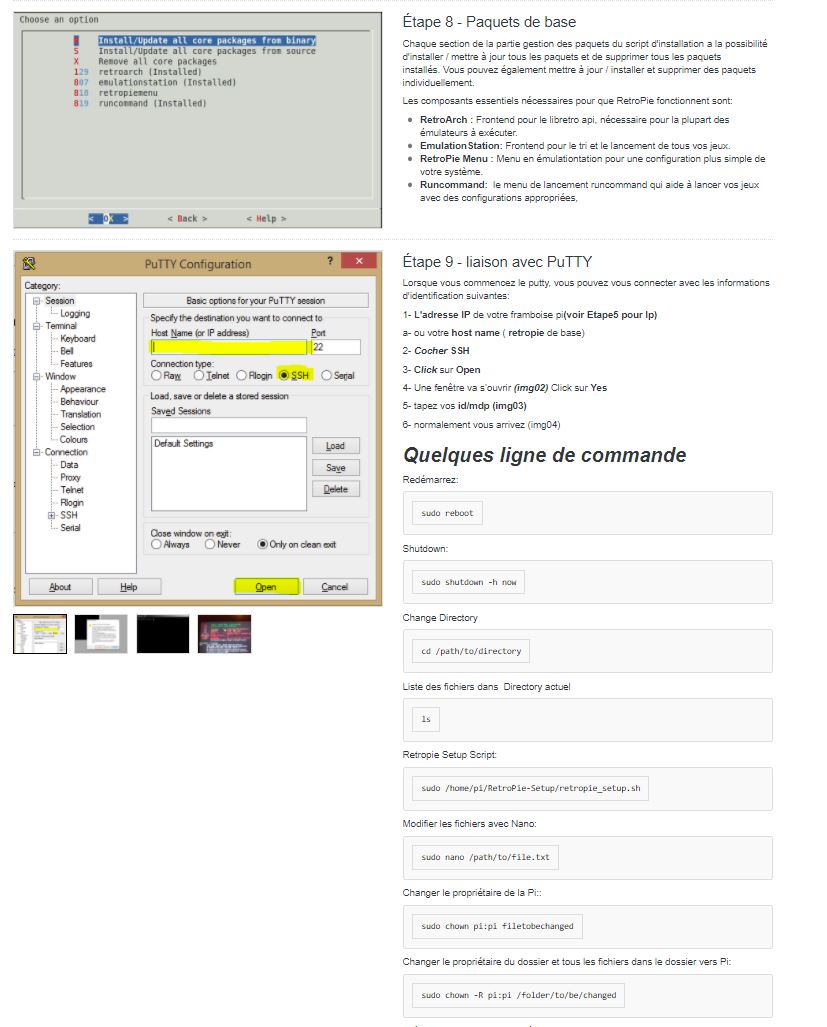 Choose an option
Install/Update all core packages from binary
S Install/Update all core packages from source
X Remove all core packages
129 retroarch (Installed)
807 emulationstation (Installed)
818 retropiemenu
819 runcommand (Installed)
< OK >
< Back >
< Help >
Étape 8 - Paquets de base
Chaque section de la partie gestion des paquets du script d'installation a la possibilité
d'installer / mettre à jour tous les paquets et de supprimer tous les paquets
installés. Vous pouvez également mettre à jour / installer et supprimer des paquets
individuellement.
Les composants essentiels nécessaires pour que RetroPie fonctionnent sont:
RetroArch : Frontend pour le libretro api, nécessaire pour la plupart des
émulateurs à exécuter.
EmulationStation: Frontend pour le tri et le lancement de tous vos jeux.
RetroPie Menu : Menu en émulationtation pour une configuration plus simple de
votre système.
Runcommand: le menu de lancement runcommand qui aide à lancer vos jeux
avec des configurations appropriées,
PuTTY Configuration
? x
Category:
Session
Logging
Terminal
Keyboard
Bell
Features
Window
Appearance
Behaviour
Translation
Selection
Colours
Connection
Data
Proxy
Telnet
Rlogin
SSH
Serial
Basic options for your PuTTY session
Specify the destination you want to connect to
Host Name (or IP address)
Port
22
Connection type:
Raw
Telnet
Rlogin
SSH
Serial
Load, save or delete a stored session
Saved Sessions
Default Settings
Load
Save
Delete
Close window on exit:
Always
Never
Only on clean exit
About
Help
Open
Cancel
Étape 9 - liaison avec PuTTY
Lorsque vous commencez le putty, vous pouvez vous connecter avec les informations
d'identification suivantes:
1- L'adresse IP de votre framboise pi(voir Etape5 pour Ip)
a- ou votre host name ( retropie de base)
2- Cocher SSH
3- Click sur Open
4- Une fenêtre va s'ouvrir (img02) Click sur Yes
5- tapez vos id/mdp (img03)
6- normalement vous arrivez (img04)
Quelques ligne de commande
Redémarrez:
sudo reboot
Shutdown:
sudo shutdown -h now
Change Directory
cd /path/to/directory
Liste des fichiers dans Directory actuel
ls
Retropie Setup Script:
sudo /home/pi/RetroPie-Setup/retropie_setup.sh
Modifier les fichiers avec Nano:
sudo nano /path/to/file.txt
Changer le propriétaire de la Pi::
sudo chown pi:pi filetobechanged
Changer le propriétaire du dossier et tous les fichiers dans le dossier vers Pi:
sudo chown -R pi:pi /folder/to/be/changed